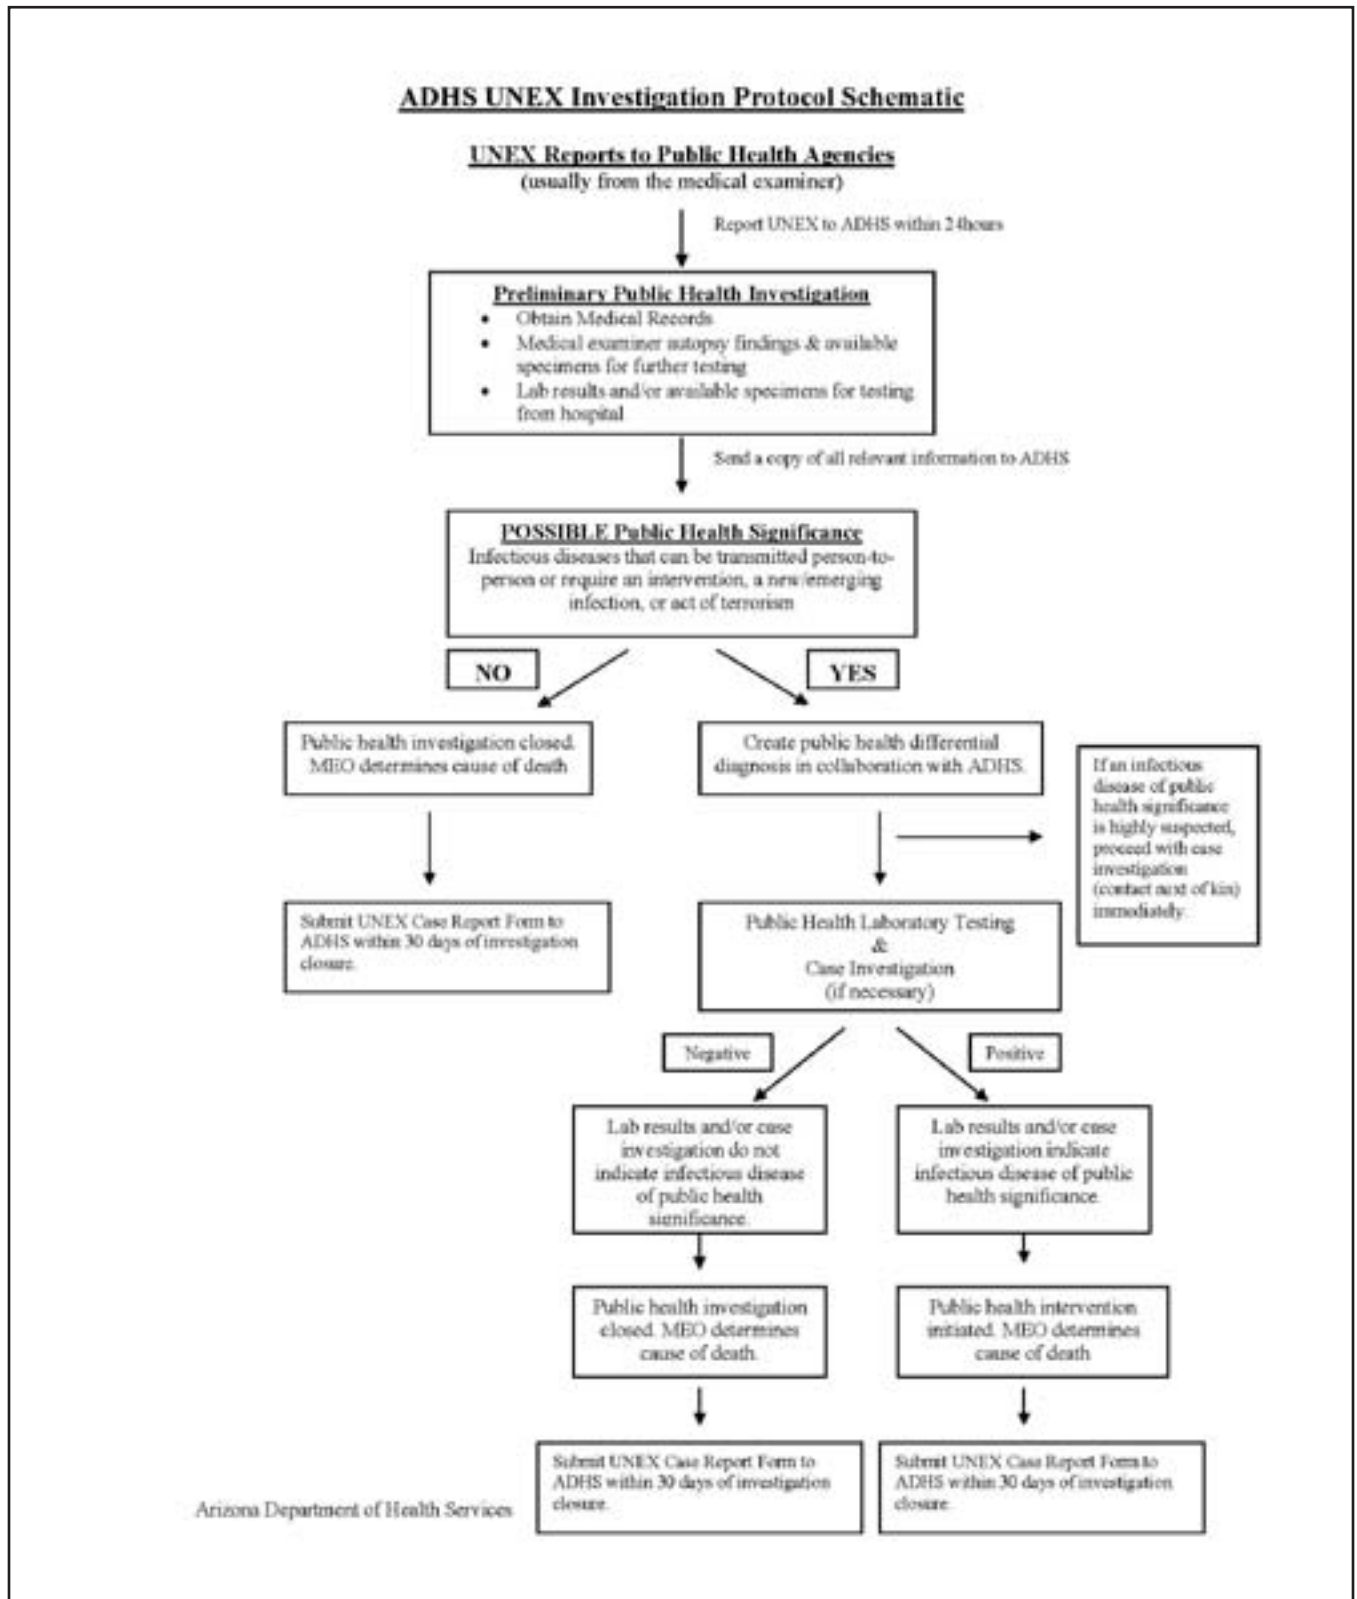 ADHS UNEX Investigation Protocol Schematic
UNEX Reports to Public Health Agencies
(usually from the medical examiner)
Report UNEX to ADHS within 24hours
Preliminary Public Health Investigation
• Obtain Medical Records
• Medical examiner autopsy findings & available
specimens for further testing
• Lab results and/or available specimens for testing
from hospital
Send a copy of all relevant information to ADHS
POSSIBLE Public Health Significance
Infectious diseases that can be transmitted person-to-
person or require an intervention, a new/emerging
infection, or act of terrorism
NO
YES
Public health investigation closed.
MEO determines cause of death
Create public health differential
diagnosis in collaboration with ADHS.
If an infectious
disease of public
health significance
is highly suspected,
proceed with case
investigation
(contact next of kin)
immediately.
Submit UNEX Case Report Form to
ADHS within 30 days of investigation
closure.
Public Health Laboratory Testing
&
Case Investigation
(if necessary)
Negative
Positive
Lab results and/or case
investigation do not
indicate infectious disease
of public health
significance.
Lab results and/or case
investigation indicate
infectious disease of public
health significance.
Public health investigation
closed. MEO determines
cause of death.
Public health intervention
initiated. MEO determines
cause of death
Submit UNEX Case Report Form to
ADHS within 30 days of investigation
closure.
Submit UNEX Case Report Form to
ADHS within 30 days of investigation
closure.
Arizona Department of Health Services